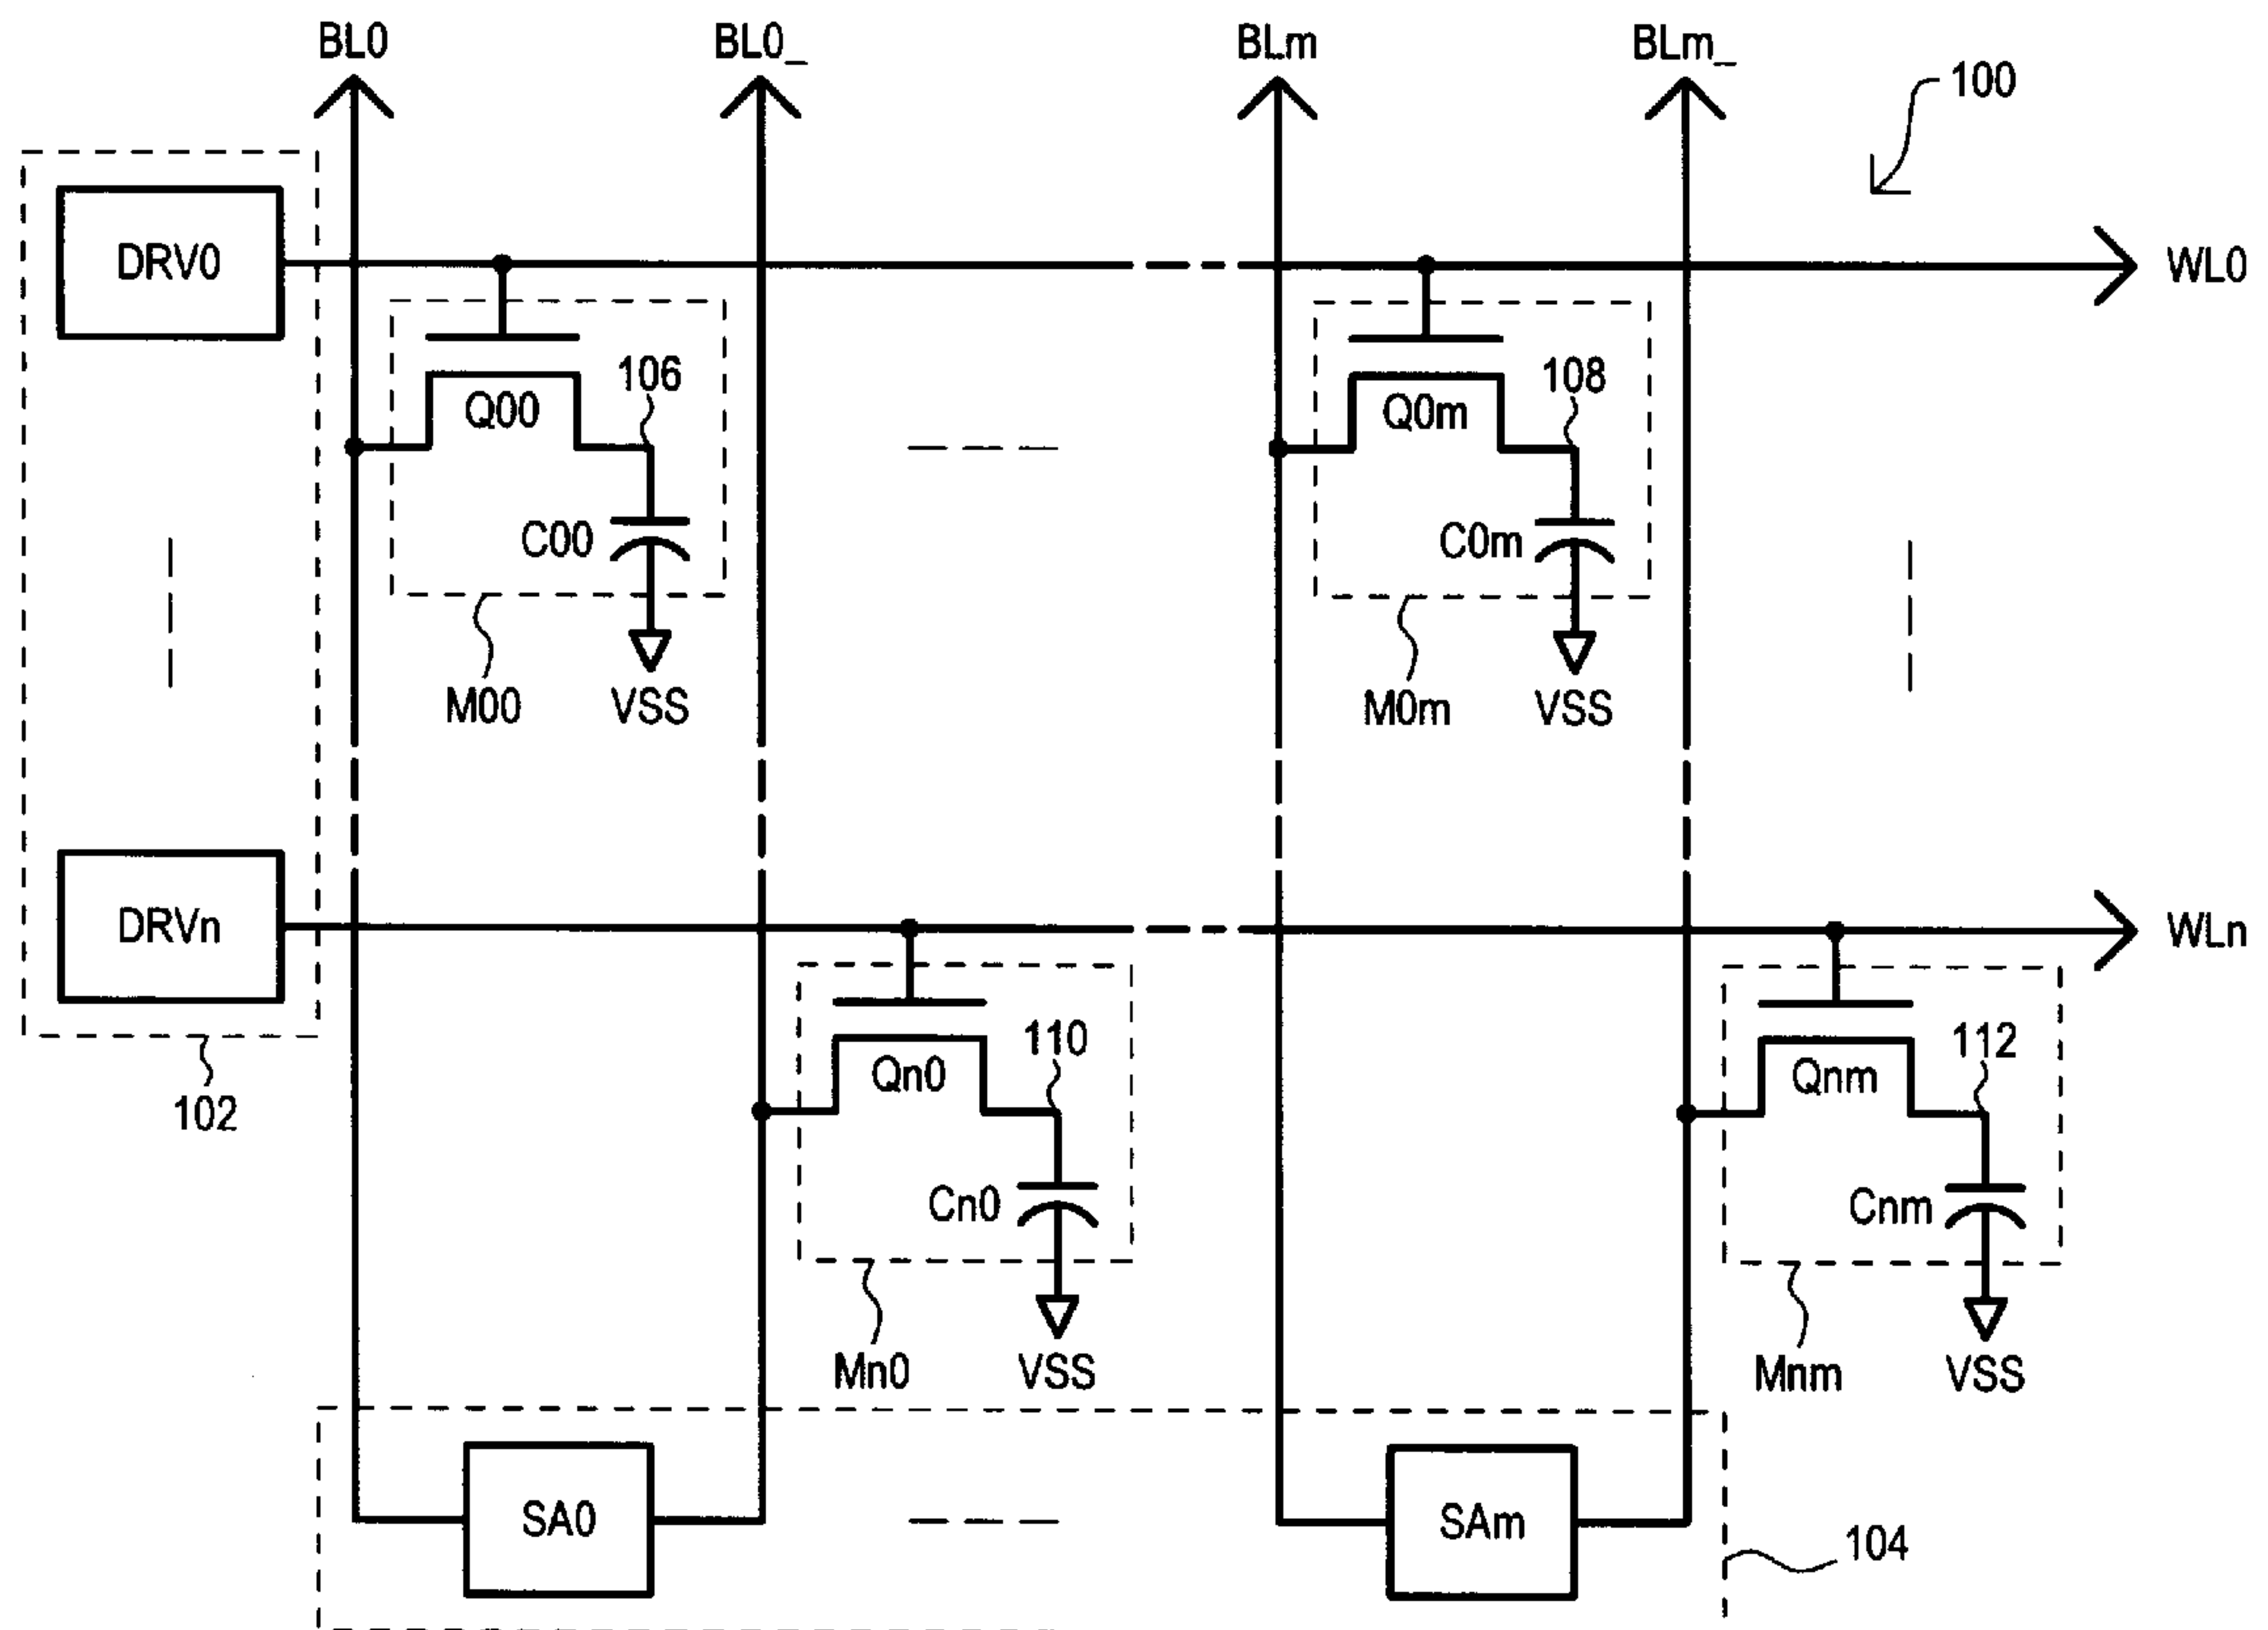 BL0 BL0_ BLm BLm_
100
DRV0 WL0
106 108
Q00 Q0m
C00 C0m
M00 VSS M0m VSS
DRVn WLn
110 112
Qn0 Qnm
102
Cn0 Cnm
Mn0 VSS Mnm VSS
SA0 SAm 104